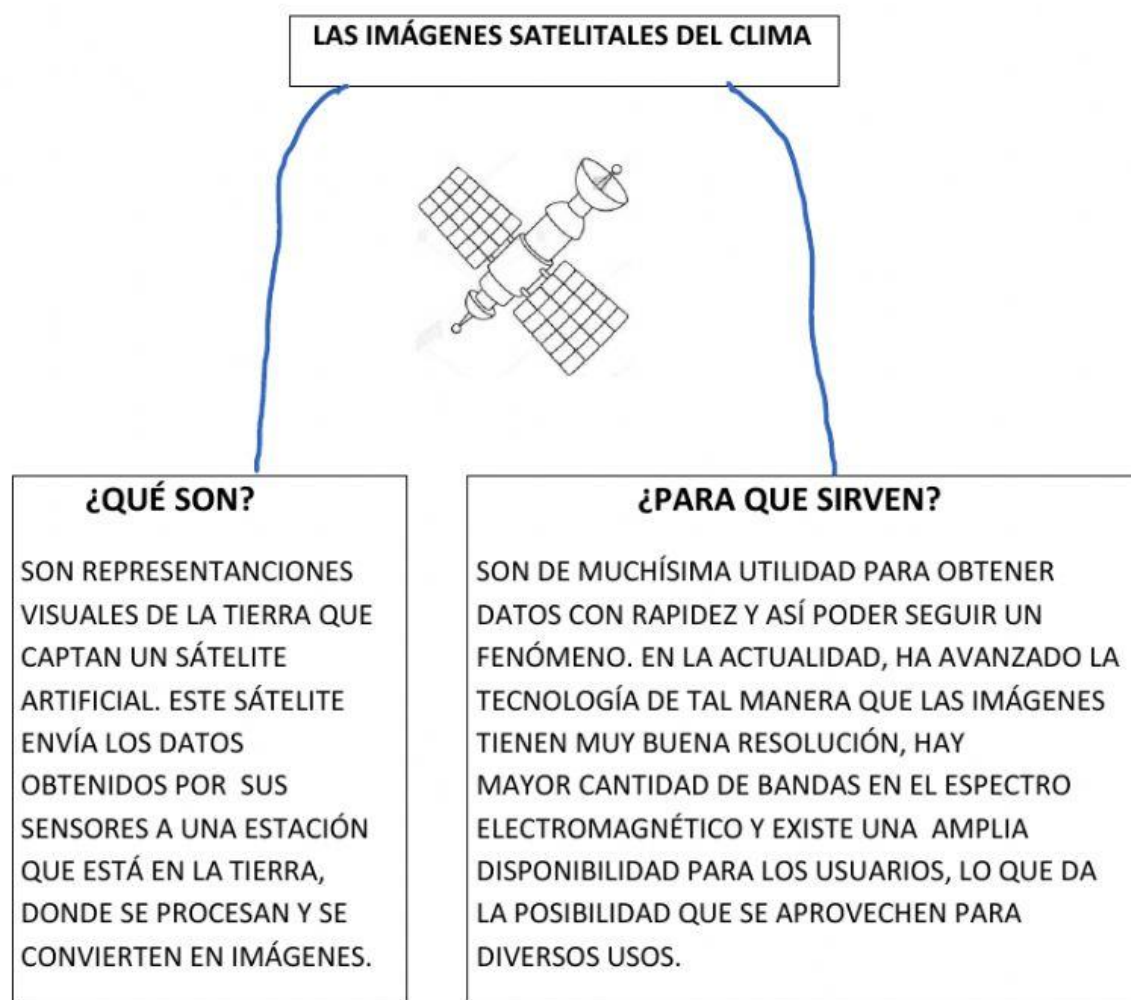 LAS IMÁGENES SATELITALES DEL CLIMA
¿QUÉ SON?
SON REPRESENTANCIONES
VISUALES DE LA TIERRA QUE
CAPTAN UN SÁTELITE
ARTIFICIAL. ESTE SÁTELITE
ENVÍA LOS DATOS
OBTENIDOS POR SUS
SENSORES A UNA ESTACIÓN
QUE ESTÁ EN LA TIERRA,
DONDE SE PROCESAN Y SE
CONVIERTEN EN IMÁGENES.
¿PARA QUE SIRVEN?
SON DE MUCHÍSIMA UTILIDAD PARA OBTENER
DATOS CON RAPIDEZ Y ASÍ PODER SEGUIR UN
FENÓMENO. EN LA ACTUALIDAD, HA AVANZADO LA
TECNOLOGÍA DE TAL MANERA QUE LAS IMÁGENES
TIENEN MUY BUENA RESOLUCIÓN, HAY
MAYOR CANTIDAD DE BANDAS EN EL ESPECTRO
ELECTROMAGNÉTICO Y EXISTE UNA AMPLIA
DISPONIBILIDAD PARA LOS USUARIOS, LO QUE DA
LA POSIBILIDAD QUE SE APROVECHEN PARA
DIVERSOS USOS.